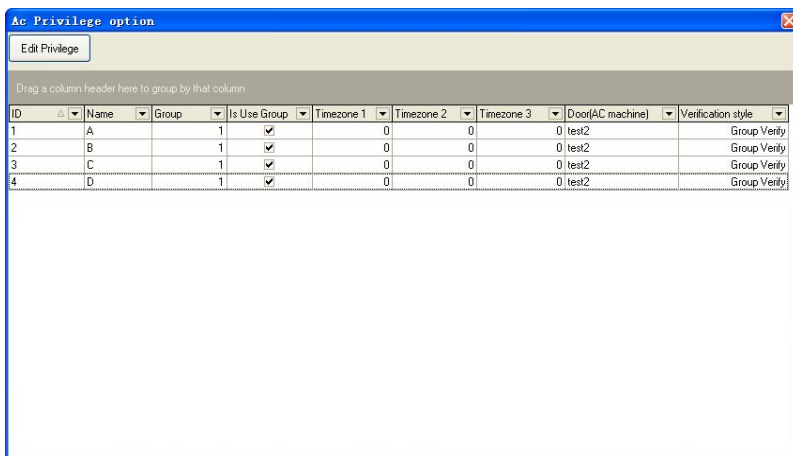 Ac Privilege option
Edit Privilege
Drag a column header here to group by that column
ID Name Group Is Use Group Timezone 1 Timezone 2 Timezone 3 Door(AC machine) Verification style
1 A 1 0 0 0 test2 Group Verify
2 B 1 0 0 0 test2 Group Verify
3 C 1 0 0 0 test2 Group Verify
4 D 1 0 0 0 test2 Group Verify